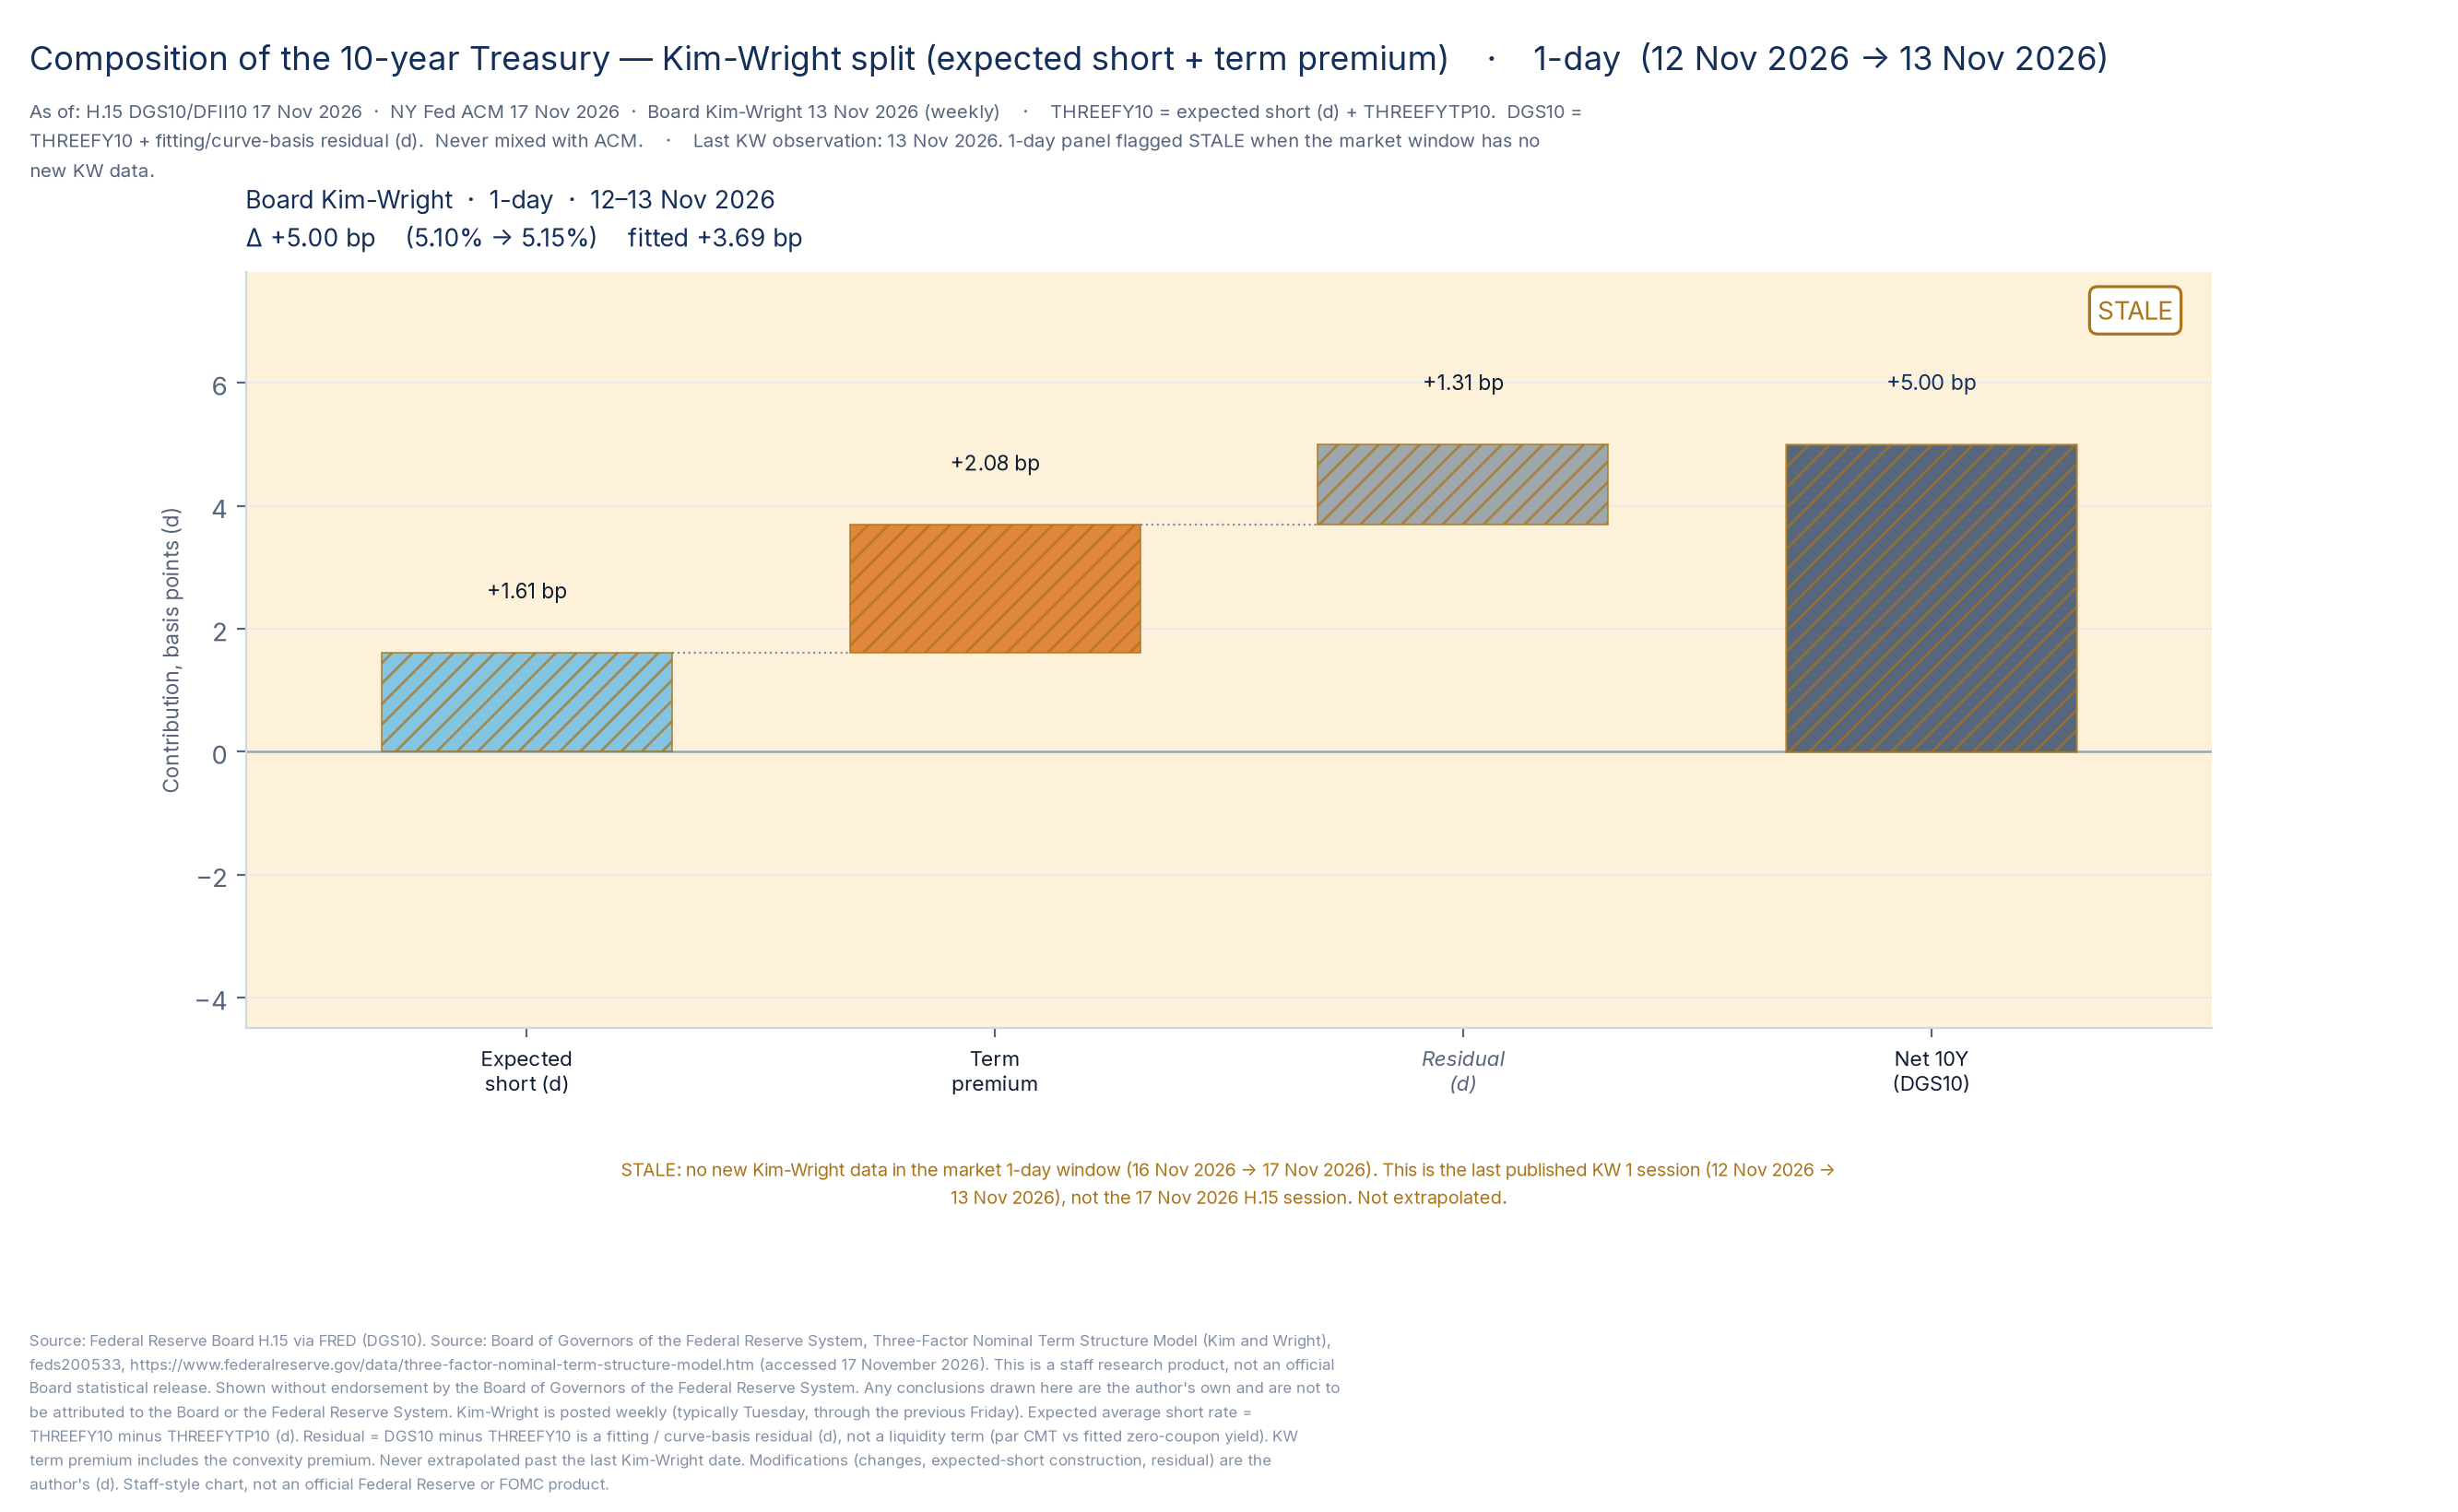 Composition of the 10-year Treasury — Kim-Wright split (expected short + term premium) · 1-day (12 Nov 2026 → 13 Nov 2026)
As of: H.15 DGS10/DFII10 17 Nov 2026 · NY Fed ACM 17 Nov 2026 · Board Kim-Wright 13 Nov 2026 (weekly) · THREEFY10 = expected short (d) + THREEFYTP10. DGS10 =
THREEFY10 + fitting/curve-basis residual (d). Never mixed with ACM. · Last KW observation: 13 Nov 2026. 1-day panel flagged STALE when the market window has no
new KW data.
Board Kim-Wright · 1-day · 12–13 Nov 2026
Δ +5.00 bp (5.10% → 5.15%) fitted +3.69 bp
STALE
+1.31 bp
+5.00 bp
+2.08 bp
+1.61 bp
Contribution, basis points (d)
6
4
2
0
−2
−4
Expected
short (d)
Term
premium
Residual
(d)
Net 10Y
(DGS10)
STALE: no new Kim-Wright data in the market 1-day window (16 Nov 2026 → 17 Nov 2026). This is the last published KW 1 session (12 Nov 2026 →
13 Nov 2026), not the 17 Nov 2026 H.15 session. Not extrapolated.
Source: Federal Reserve Board H.15 via FRED (DGS10). Source: Board of Governors of the Federal Reserve System, Three-Factor Nominal Term Structure Model (Kim and Wright),
feds200533, https://www.federalreserve.gov/data/three-factor-nominal-term-structure-model.htm (accessed 17 November 2026). This is a staff research product, not an official
Board statistical release. Shown without endorsement by the Board of Governors of the Federal Reserve System. Any conclusions drawn here are the author's own and are not to
be attributed to the Board or the Federal Reserve System. Kim-Wright is posted weekly (typically Tuesday, through the previous Friday). Expected average short rate =
THREEFY10 minus THREEFYTP10 (d). Residual = DGS10 minus THREEFY10 is a fitting / curve-basis residual (d), not a liquidity term (par CMT vs fitted zero-coupon yield). KW
term premium includes the convexity premium. Never extrapolated past the last Kim-Wright date. Modifications (changes, expected-short construction, residual) are the
author's (d). Staff-style chart, not an official Federal Reserve or FOMC product.